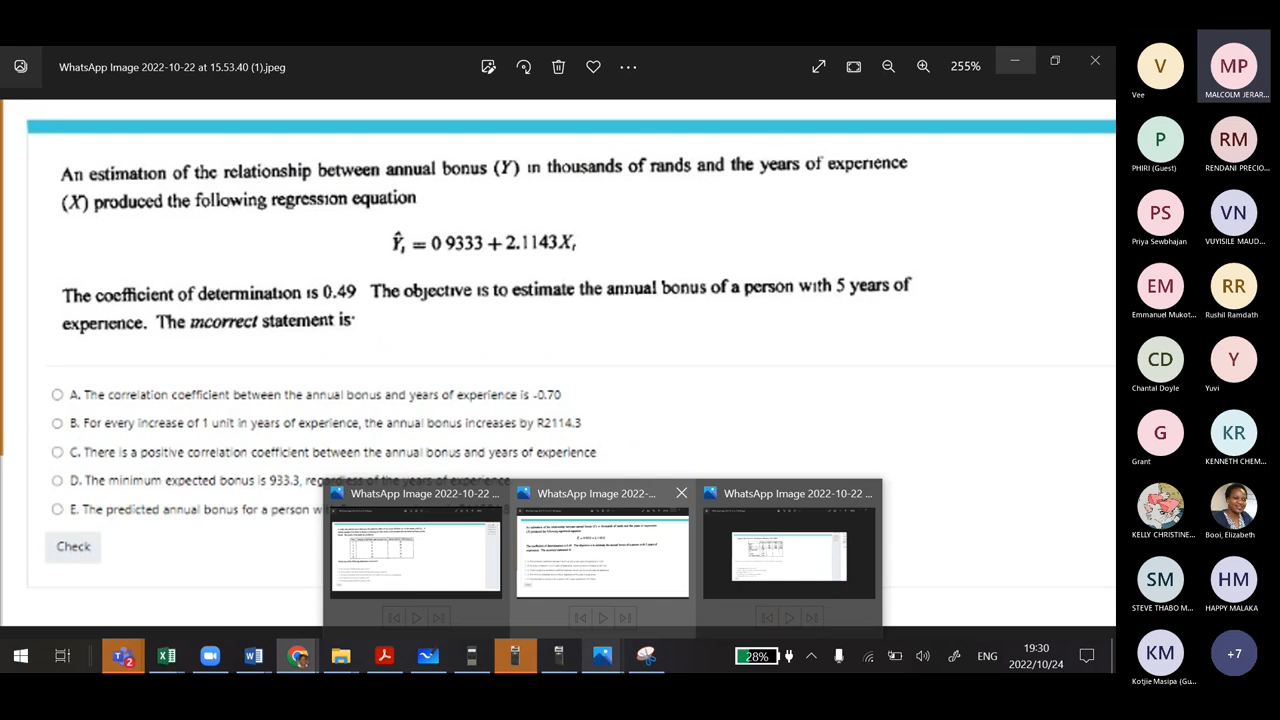 WhatsApp Image 2022-10-22 at 15.53.40 (1).jpeg
255%
An estimation of the relationship between annual bonus (Y) in thousands of rands and the years of experience
(X) produced the following regression equation
Ŷt = 0 9333 + 2.1143Xt
The coefficient of determination is 0.49 The objective is to estimate the annual bonus of a person with 5 years of
experience. The incorrect statement is·
A. The correlation coefficient between the annual bonus and years of experience is -0.70
B. For every increase of 1 unit in years of experience, the annual bonus increases by R2114.3
C. There is a positive correlation coefficient between the annual bonus and years of experience
D. The minimum expected bonus is 933.3, regardless of the years of experience
E. The predicted annual bonus for a person
Check
WhatsApp Image 2022-10-22 ...
WhatsApp Image 2022-...
WhatsApp Image 2022-10-22 ...
28%
ENG
19:30
2022/10/24
V
Vee
MP
MALCOLM JERAR...
P
PHIRI (Guest)
RM
RENDANI PRECIO...
PS
Priya Sewbhajan
VN
VUYISILE MAUD...
EM
Emmanuel Mukot...
RR
Rushil Ramdath
CD
Chantal Doyle
Y
Yuvi
G
Grant
KR
KENNETH CHEM...
KELLY CHRISTINE...
Booi, Elizabeth
SM
STEVE THABO M...
HM
HAPPY MALAKA
KM
Kotjie Masipa (Gu...
+7